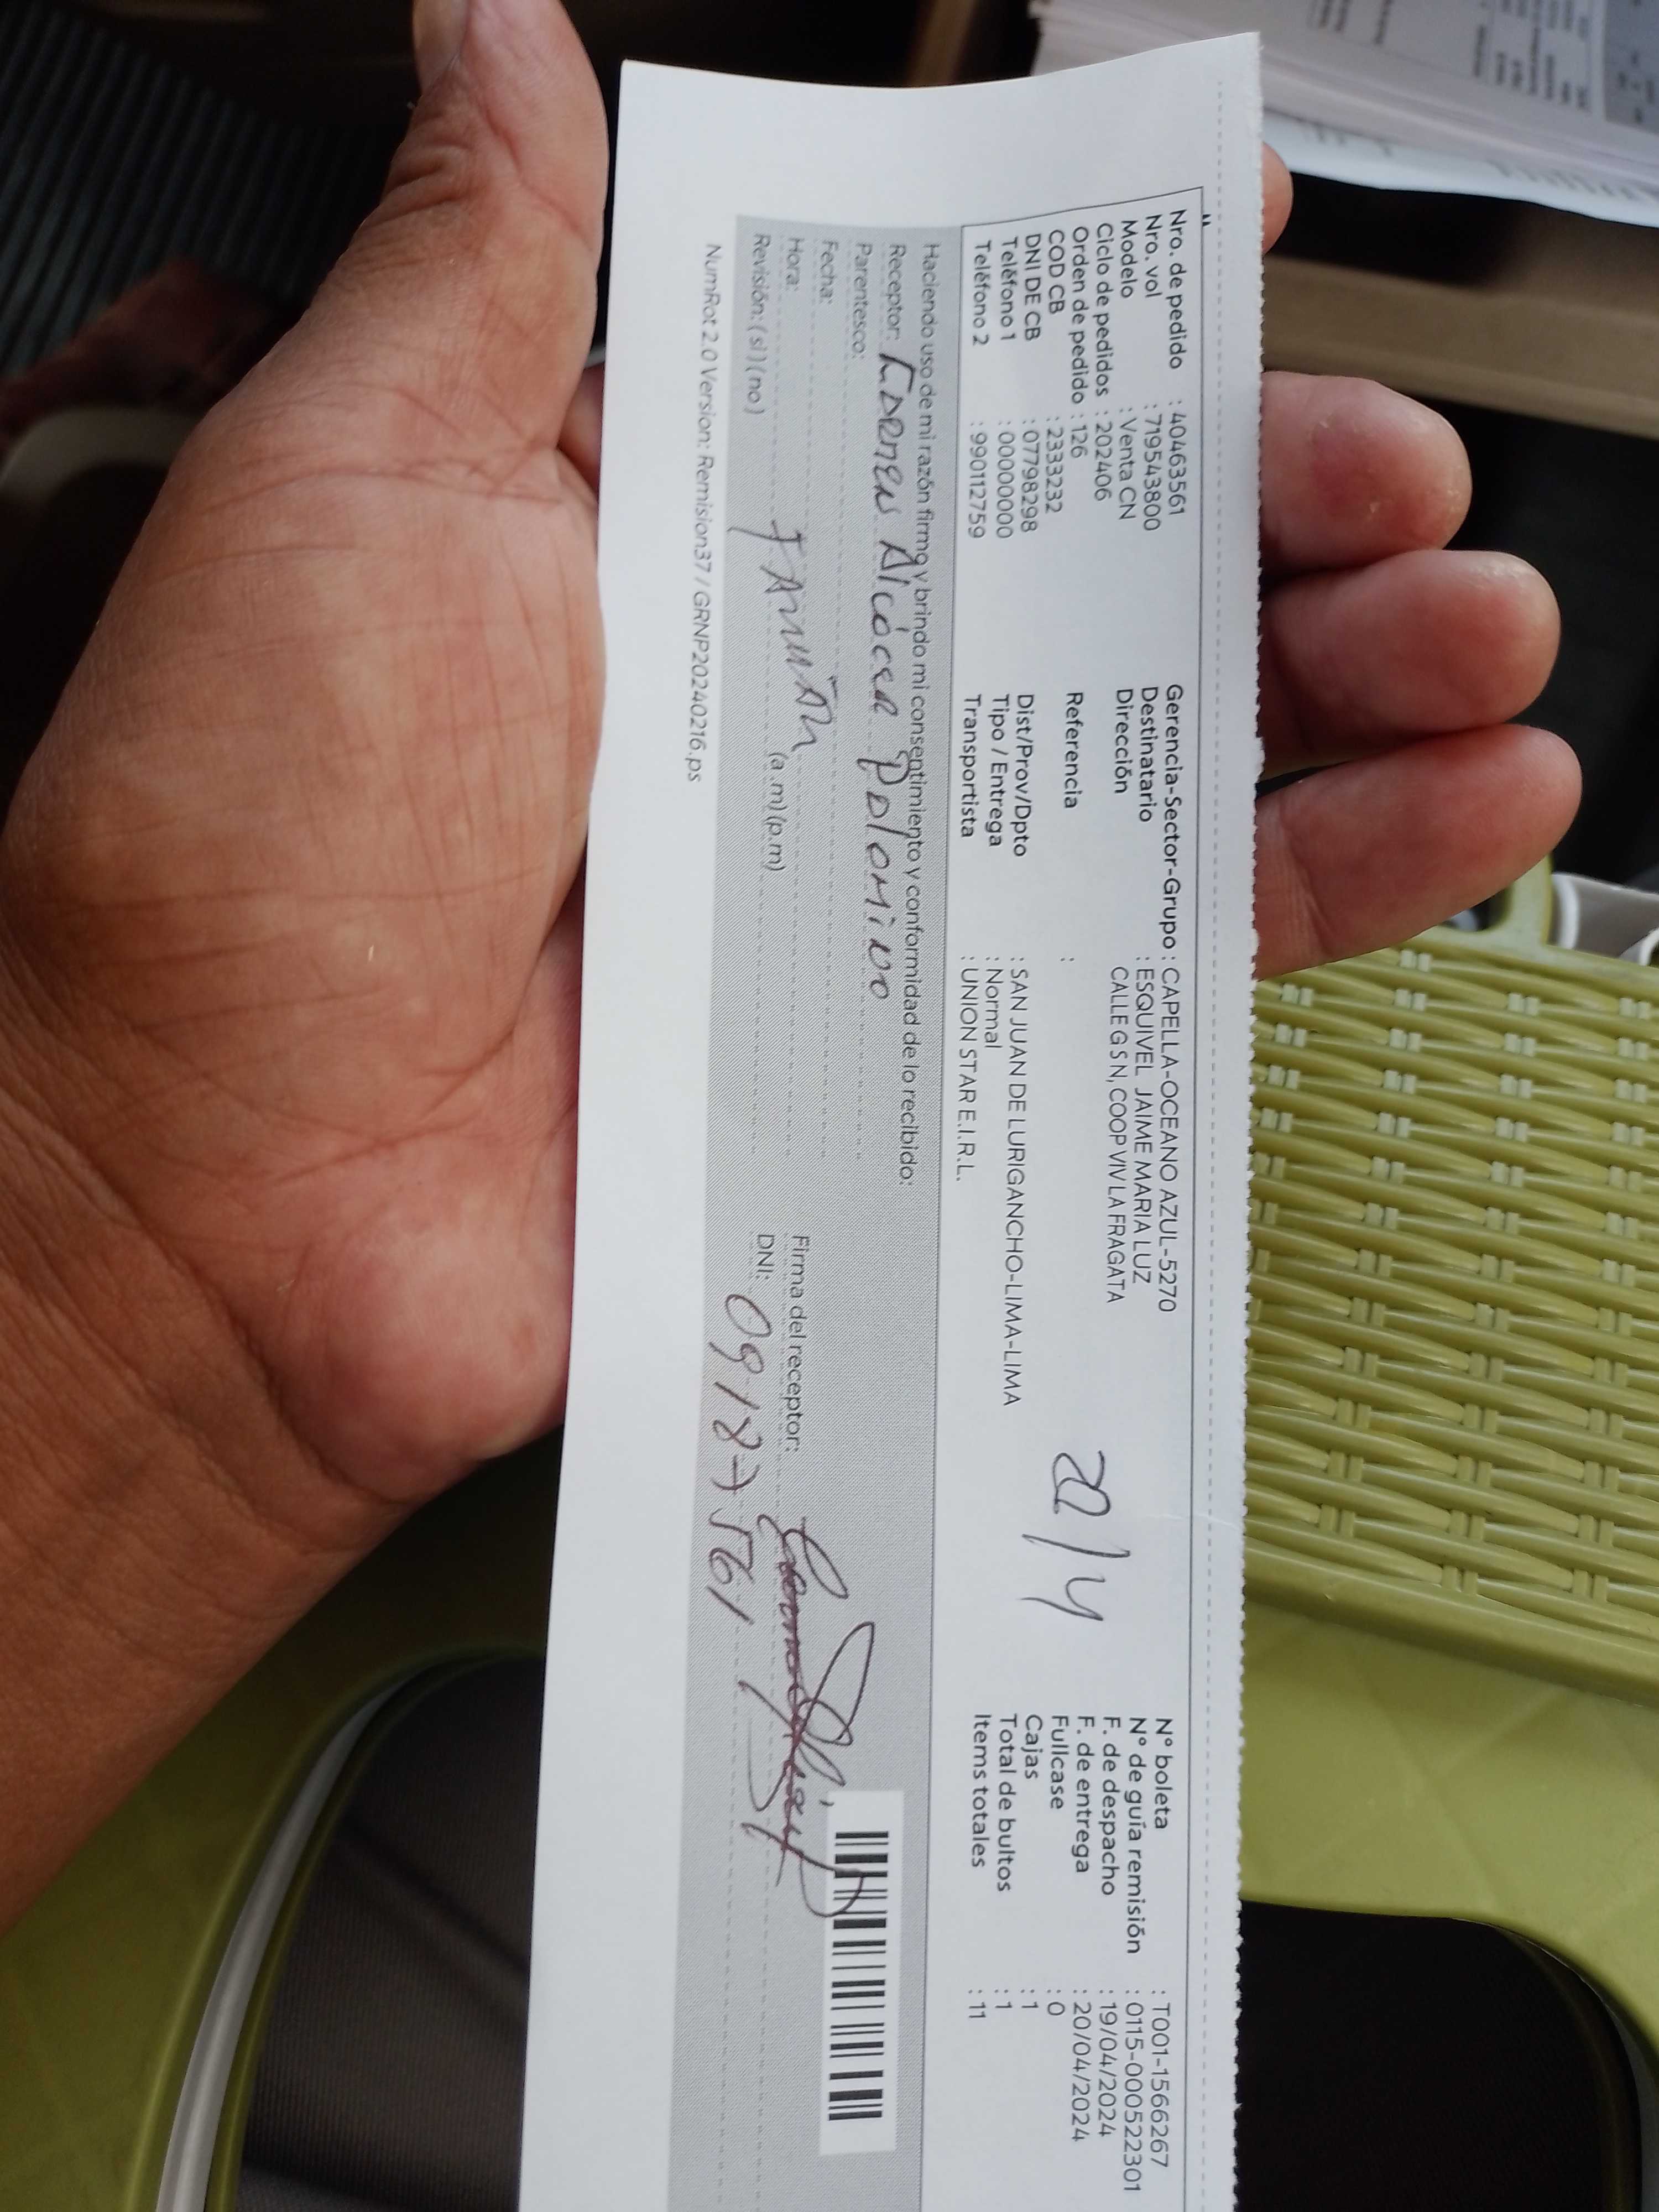 Nro. de pedido : 40463561
Nro. vol : 719543800
Modelo : Venta CN
Ciclo de pedidos : 202406
Orden de pedido : 126
COD CB : 2333232
DNI DE CB : 07798298
Teléfono 1 : 00000000
Teléfono 2 : 990112759
Gerencia-Sector-Grupo : CAPELLA-OCEANO AZUL-5270
Destinatario : ESQUIVEL JAIME MARIA LUZ
Dirección CALLE G S N, COOP VIV LA FRAGATA
Referencia :
Dist/Prov/Dpto : SAN JUAN DE LURIGANCHO-LIMA-LIMA
Tipo / Entrega : Normal
Transportista : UNION STAR E.I.R.L.
20/4
N° boleta : T001-1566267
N° de guía remisión : 0115-0005522301
F. de despacho : 19/04/2024
F. de entrega : 20/04/2024
Fullcase : 0
Cajas : 1
Total de bultos : 1
Items totales : 11
Haciendo uso de mi razón firmo y brindo mi consentimiento y conformidad de lo recibido:
Receptor: Carmen Alcócer Palomino
Parentesco:
Fecha:
Hora: (a.m)(p.m)
Revisión: (si) (no)
Firma del receptor:
DNI: 09177561
NumRot 2.0 Version: Remision37 / GRNP20240216.ps